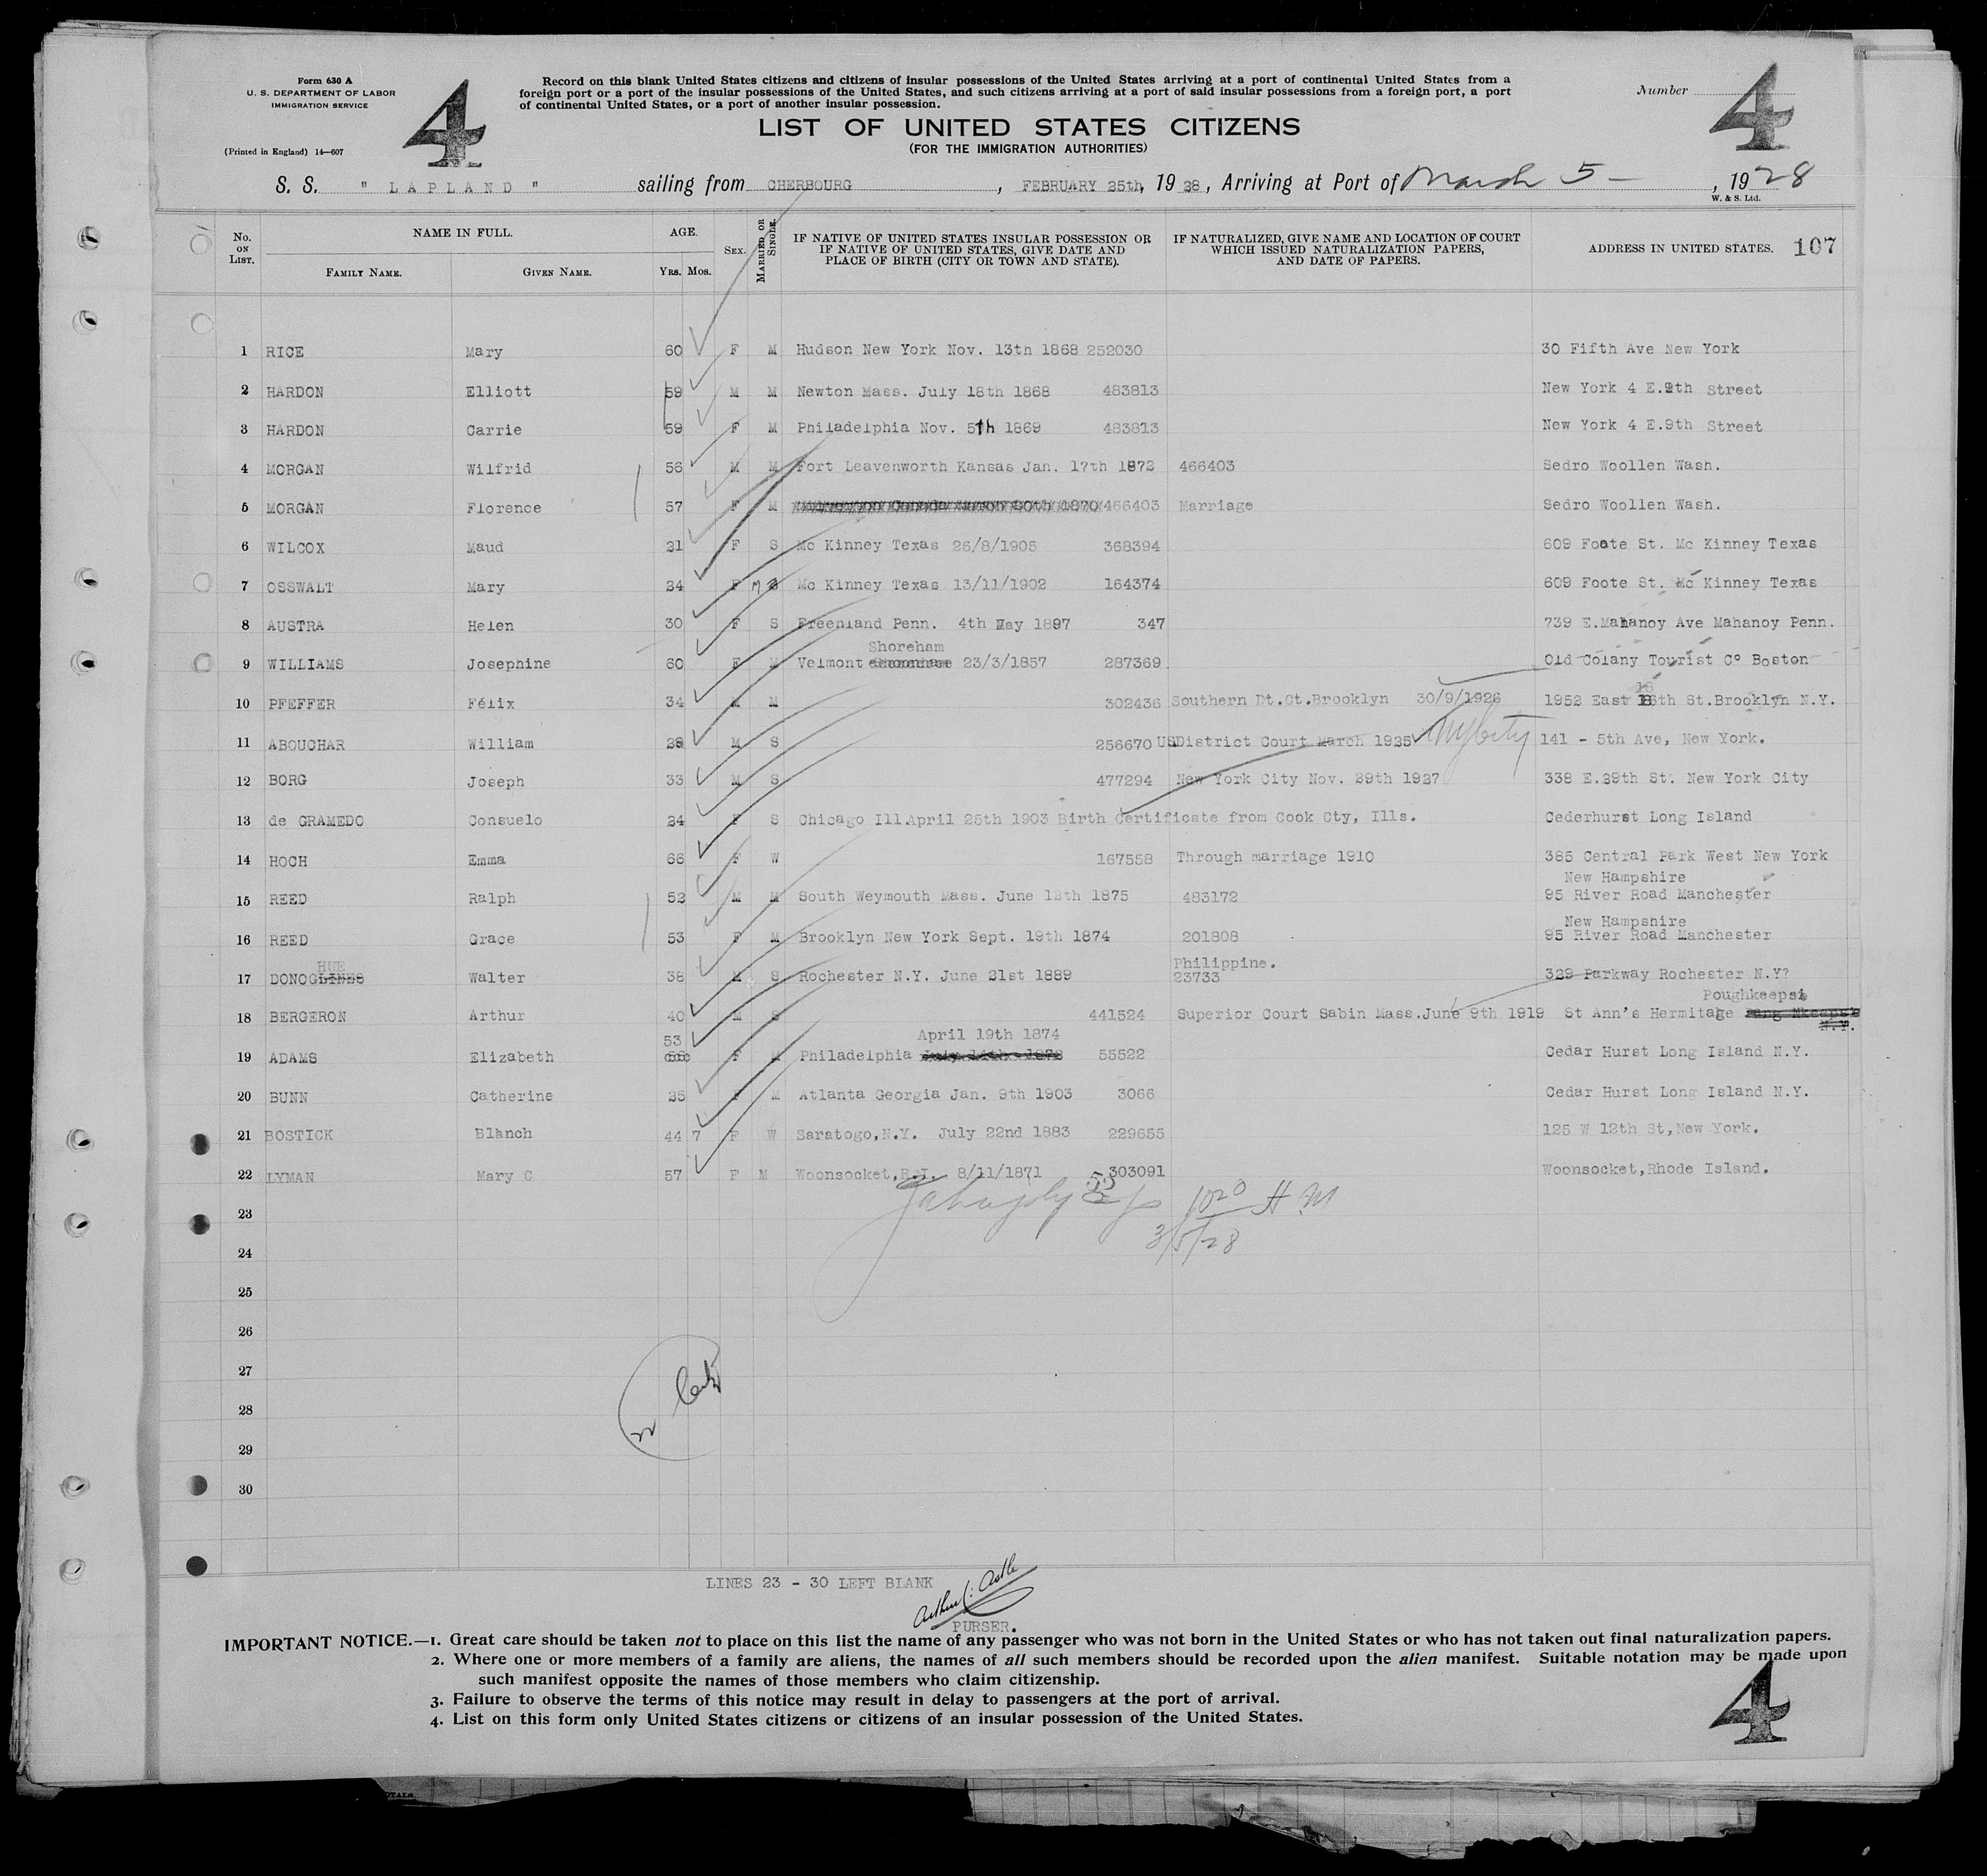 Form 630 A
U. S. DEPARTMENT OF LABOR
IMMIGRATION SERVICE
(Printed in England) 14—607
4
Record on this blank United States citizens and citizens of insular possessions of the United States arriving at a port of continental United States from a
foreign port or a port of the insular possessions of the United States, and such citizens arriving at a port of said insular possessions from a foreign port, a port
of continental United States, or a port of another insular possession.
Number 4
LIST OF UNITED STATES CITIZENS
(FOR THE IMMIGRATION AUTHORITIES)
S. S. " LAPLAND " sailing from CHERBOURG, FEBRUARY 25th, 1928, Arriving at Port of March 5 — , 1928
W. & S. Ltd.
No. ON LIST. NAME IN FULL. FAMILY NAME. GIVEN NAME. AGE. YRS. MOS. SEX. MARRIED OR SINGLE. IF NATIVE OF UNITED STATES INSULAR POSSESSION OR IF NATIVE OF UNITED STATES, GIVE DATE AND PLACE OF BIRTH (CITY OR TOWN AND STATE). IF NATURALIZED, GIVE NAME AND LOCATION OF COURT WHICH ISSUED NATURALIZATION PAPERS, AND DATE OF PAPERS. ADDRESS IN UNITED STATES. 107
1 RICE Mary 60 F M Hudson New York Nov. 13th 1868 252030 30 Fifth Ave New York
2 HARDON Elliott 59 M M Newton Mass. July 18th 1868 483813 New York 4 E.9th Street
3 HARDON Carrie 59 F M Philadelphia Nov. 5th 1869 483813 New York 4 E.9th Street
4 MORGAN Wilfrid 56 M M Fort Leavenworth Kansas Jan. 17th 1872 466403 Sedro Woollen Wash.
5 MORGAN Florence 57 F M 466403 Marriage Sedro Woollen Wash.
6 WILCOX Maud 21 F S Mc Kinney Texas 26/8/1905 368394 609 Foote St. Mc Kinney Texas
7 OSSWALT Mary 24 F M Mc Kinney Texas 13/11/1902 164374 609 Foote St. Mc Kinney Texas
8 AUSTRA Helen 30 F S Freenland Penn. 4th May 1897 347 739 E.Mahanoy Ave Mahanoy Penn.
Shoreham
9 WILLIAMS Josephine 60 F M Velmont 23/3/1857 287369 Old Colany Tourist Co Boston
18
10 PFEFFER Félix 34 M M 302436 Southern Dt.Ct.Brooklyn 30/9/1926 1952 East th St.Brooklyn N.Y.
11 ABOUCHAR William 28 M S 256670 US District Court March 1925 NY City 141 - 5th Ave, New York.
12 BORG Joseph 33 M S 477294 New York City Nov. 29th 1927 338 E.29th St. New York City
13 de GRAMEDO Consuelo 24 F S Chicago Ill April 25th 1903 Birth Certificate from Cook Cty, Ills. Cederhurst Long Island
14 HOCH Emma 66 F W 167558 Through marriage 1910 385 Central Park West New York
New Hampshire
15 REED Ralph 52 M M South Weymouth Mass. June 12th 1875 483172 95 River Road Manchester
New Hampshire
16 REED Grace 53 F M Brooklyn New York Sept. 19th 1874 201808 95 River Road Manchester
HUE Philippine.
17 DONOGLINES Walter 38 M S Rochester N.Y. June 21st 1889 23733 329 Parkway Rochester N.Y?
Poughkeepsi
18 BERGERON Arthur 40 M S 441524 Superior Court Sabin Mass.June 9th 1919 St Ann's Hermitage N.Y.
53 April 19th 1874
19 ADAMS Elizabeth F M Philadelphia 55522 Cedar Hurst Long Island N.Y.
20 BUNN Catherine 25 F M Atlanta Georgia Jan. 9th 1903 3066 Cedar Hurst Long Island N.Y.
21 BOSTICK Blanch 44 7 F W Saratogo,N.Y. July 22nd 1883 229655 125 W 12th St,New York.
22 LYMAN Mary C 57 F M Woonsocket,R.I. 8/11/1871 303091 Woonsocket,Rhode Island.
23
1020 H M
3/5/28
24
25
26
27
28
29
30
LINES 23 - 30 LEFT BLANK
PURSER.
IMPORTANT NOTICE.—1. Great care should be taken not to place on this list the name of any passenger who was not born in the United States or who has not taken out final naturalization papers.
2. Where one or more members of a family are aliens, the names of all such members should be recorded upon the alien manifest. Suitable notation may be made upon
such manifest opposite the names of those members who claim citizenship.
3. Failure to observe the terms of this notice may result in delay to passengers at the port of arrival.
4. List on this form only United States citizens or citizens of an insular possession of the United States.
4